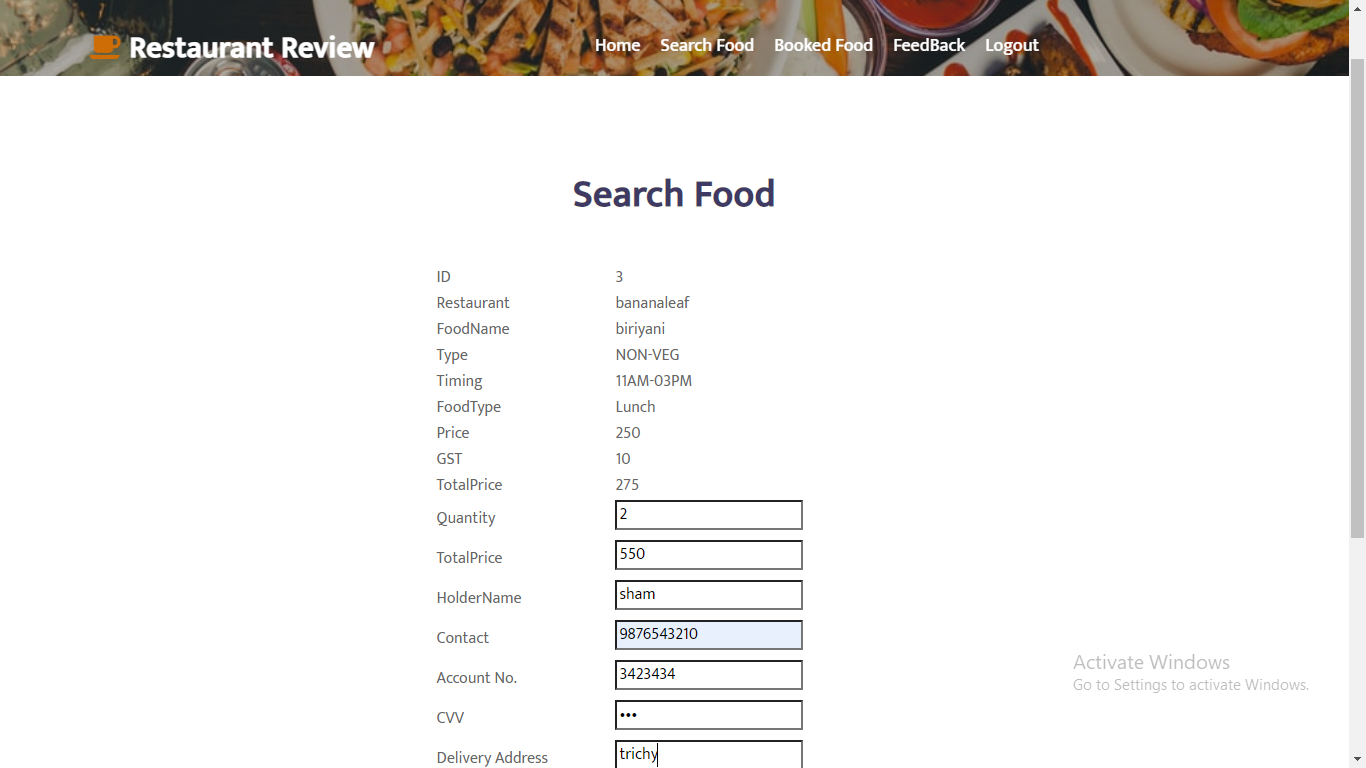 Restaurant Review
Home Search Food Booked Food FeedBack Logout
Search Food
ID 3
Restaurant bananaleaf
FoodName biriyani
Type NON-VEG
Timing 11AM-03PM
FoodType Lunch
Price 250
GST 10
TotalPrice 275
Quantity 2
TotalPrice 550
HolderName sham
Contact 9876543210
Account No. 3423434
CVV •••
Delivery Address trichy
Activate Windows
Go to Settings to activate Windows.